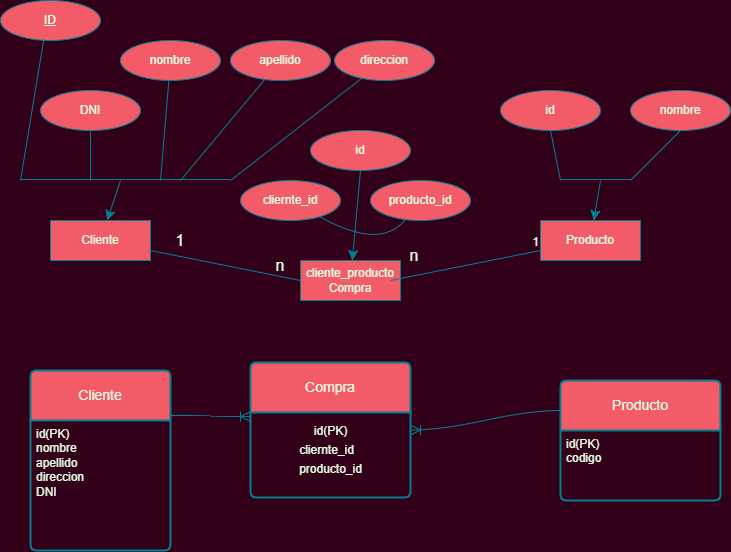 ID
nombre
apellido
direccion
DNI
id
nombre
id
cliernte_id
producto_id
Cliente
1
n
cliente_producto
Compra
n
1
Producto
Cliente
id(PK)
nombre
apellido
direccion
DNI
Compra
id(PK)
cliernte_id
producto_id
Producto
id(PK)
codigo